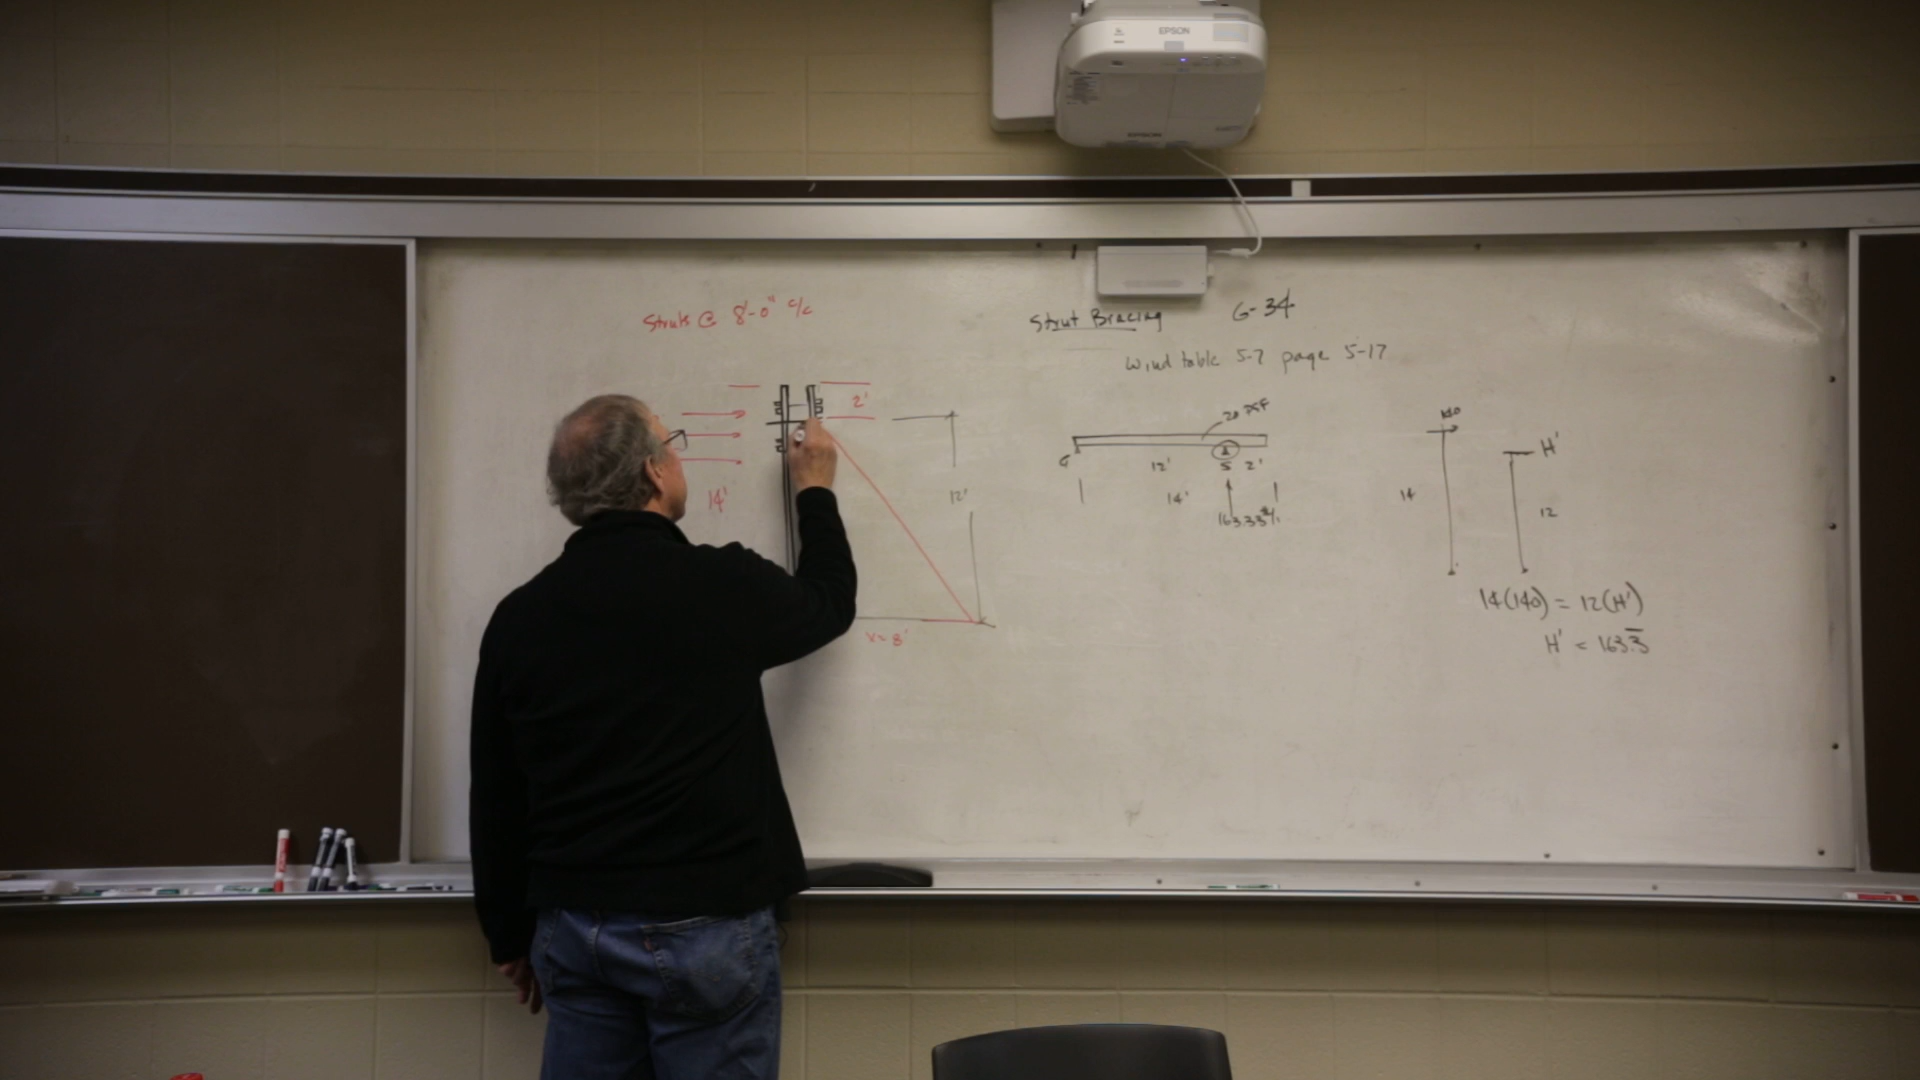 EPSON
EPSON
Struts @ 8'-0" c/c
Strut Bracing G-34
Wind table 5-7 page 5-17
2'
14'
12'
x = 8'
20 PSF
12'
S 2'
14'
163.33#/'
140
14
H'
12
14(140) = 12(H')
H' = 163.3̅